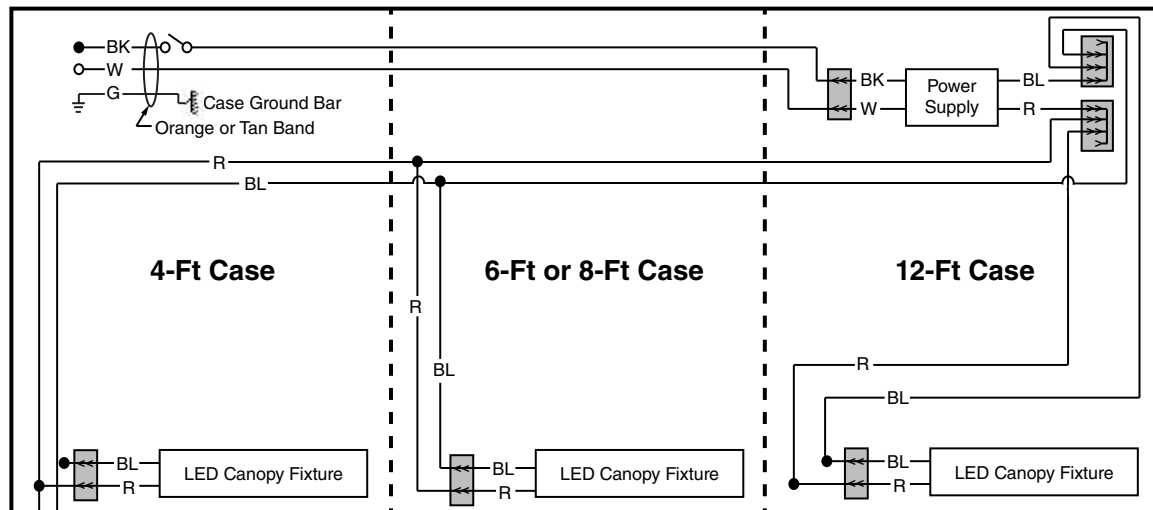 BK
W
G
Case Ground Bar
Orange or Tan Band
BK
W
Power
Supply
BL
R
R
BL
4-Ft Case
6-Ft or 8-Ft Case
12-Ft Case
R
BL
R
BL
BL
R
LED Canopy Fixture
BL
R
LED Canopy Fixture
BL
R
LED Canopy Fixture